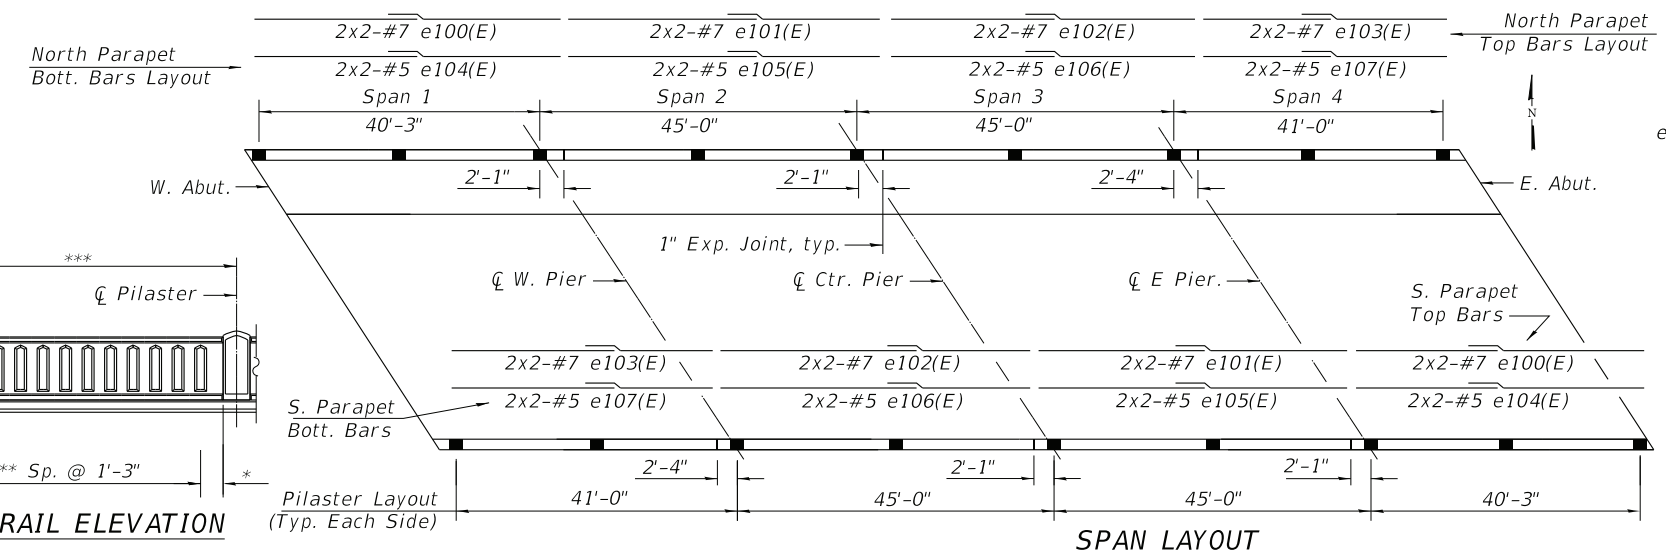 2x2-#7 e100(E)
2x2-#7 e101(E)
2x2-#7 e102(E)
2x2-#7 e103(E)
North Parapet
Top Bars Layout
North Parapet
Bott. Bars Layout
2x2-#5 e104(E)
2x2-#5 e105(E)
2x2-#5 e106(E)
2x2-#5 e107(E)
Span 1
Span 2
Span 3
Span 4
40'-3"
45'-0"
45'-0"
41'-0"
N
e
2'-1"
2'-1"
2'-4"
W. Abut.
E. Abut.
1" Exp. Joint, typ.
***
℄ Pilaster
℄ W. Pier
℄ Ctr. Pier
℄ E Pier.
S. Parapet
Top Bars
2x2-#7 e103(E)
2x2-#7 e102(E)
2x2-#7 e101(E)
2x2-#7 e100(E)
S. Parapet
Bott. Bars
2x2-#5 e107(E)
2x2-#5 e106(E)
2x2-#5 e105(E)
2x2-#5 e104(E)
** Sp. @ 1'-3"
*
2'-4"
2'-1"
2'-1"
Pilaster Layout
(Typ. Each Side)
41'-0"
45'-0"
45'-0"
40'-3"
RAIL ELEVATION
SPAN LAYOUT